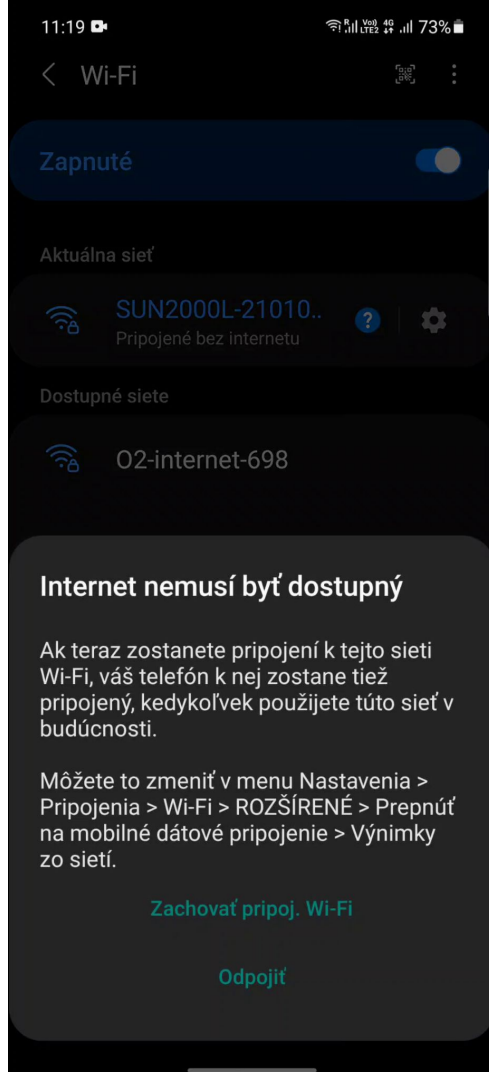 11:19 R Vo)) LTE2 4G 73%
Wi-Fi
Zapnuté
Aktuálna sieť
SUN2000L-21010..
?
Pripojené bez internetu
Dostupné siete
O2-internet-698
Internet nemusí byť dostupný
Ak teraz zostanete pripojení k tejto sieti
Wi-Fi, váš telefón k nej zostane tiež
pripojený, kedykoľvek použijete túto sieť v
budúcnosti.
Môžete to zmeniť v menu Nastavenia >
Pripojenia > Wi-Fi > ROZŠÍRENÉ > Prepnúť
na mobilné dátové pripojenie > Výnimky
zo sietí.
Zachovať pripoj. Wi-Fi
Odpojiť